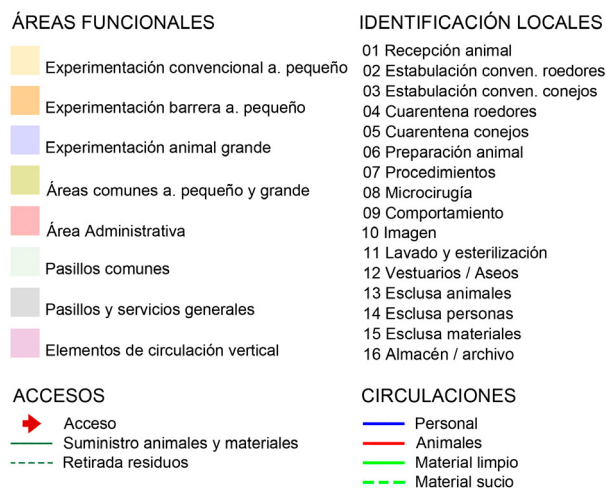 ÁREAS FUNCIONALES
Experimentación convencional a. pequeño
Experimentación barrera a. pequeño
Experimentación animal grande
Áreas comunes a. pequeño y grande
Área Administrativa
Pasillos comunes
Pasillos y servicios generales
Elementos de circulación vertical
IDENTIFICACIÓN LOCALES
01 Recepción animal
02 Estabulación conven. roedores
03 Estabulación conven. conejos
04 Cuarentena roedores
05 Cuarentena conejos
06 Preparación animal
07 Procedimientos
08 Microcirugía
09 Comportamiento
10 Imagen
11 Lavado y esterilización
12 Vestuarios / Aseos
13 Esclusa animales
14 Esclusa personas
15 Esclusa materiales
16 Almacén / archivo
ACCESOS
Acceso
Suministro animales y materiales
Retirada residuos
CIRCULACIONES
Personal
Animales
Material limpio
Material sucio